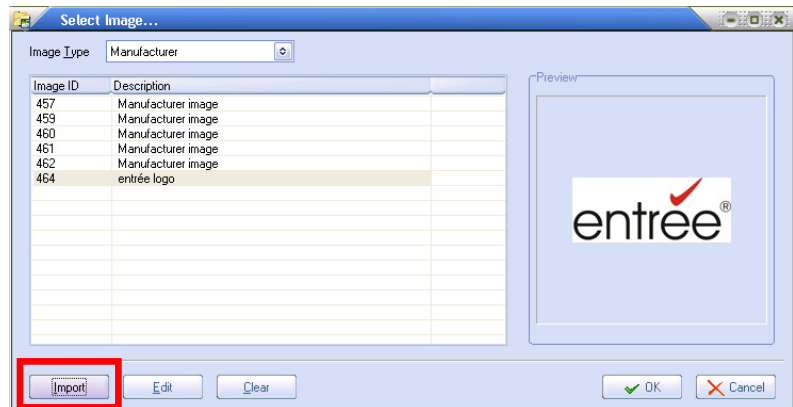 Select Image...
Image Type Manufacturer
Image ID Description
457 Manufacturer image
459 Manufacturer image
460 Manufacturer image
461 Manufacturer image
462 Manufacturer image
464 entrée logo
Preview
entrée®
Import Edit Clear OK Cancel